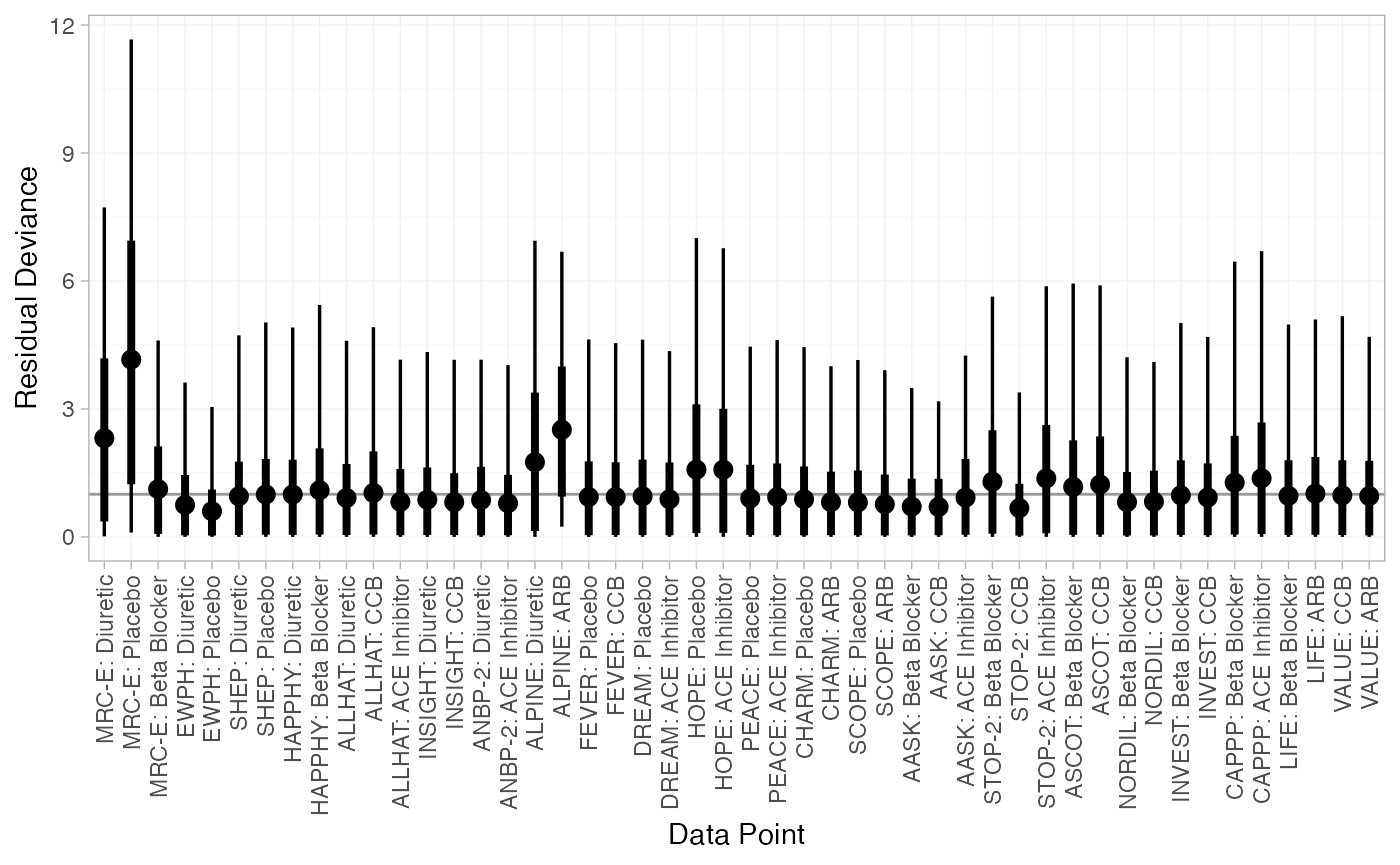 12
9
6
3
0
Residual Deviance
MRC-E: Diuretic
MRC-E: Placebo
MRC-E: Beta Blocker
EWPH: Diuretic
EWPH: Placebo
SHEP: Diuretic
SHEP: Placebo
HAPPHY: Diuretic
HAPPHY: Beta Blocker
ALLHAT: Diuretic
ALLHAT: CCB
ALLHAT: ACE Inhibitor
INSIGHT: Diuretic
INSIGHT: CCB
ANBP-2: Diuretic
ANBP-2: ACE Inhibitor
ALPINE: Diuretic
ALPINE: ARB
FEVER: Placebo
FEVER: CCB
DREAM: Placebo
DREAM: ACE Inhibitor
HOPE: Placebo
HOPE: ACE Inhibitor
PEACE: Placebo
PEACE: ACE Inhibitor
CHARM: Placebo
CHARM: ARB
SCOPE: Placebo
SCOPE: ARB
AASK: Beta Blocker
AASK: CCB
AASK: ACE Inhibitor
STOP-2: Beta Blocker
STOP-2: CCB
STOP-2: ACE Inhibitor
ASCOT: Beta Blocker
ASCOT: CCB
NORDIL: Beta Blocker
NORDIL: CCB
INVEST: Beta Blocker
INVEST: CCB
CAPPP: Beta Blocker
CAPPP: ACE Inhibitor
LIFE: Beta Blocker
LIFE: ARB
VALUE: CCB
VALUE: ARB
Data Point